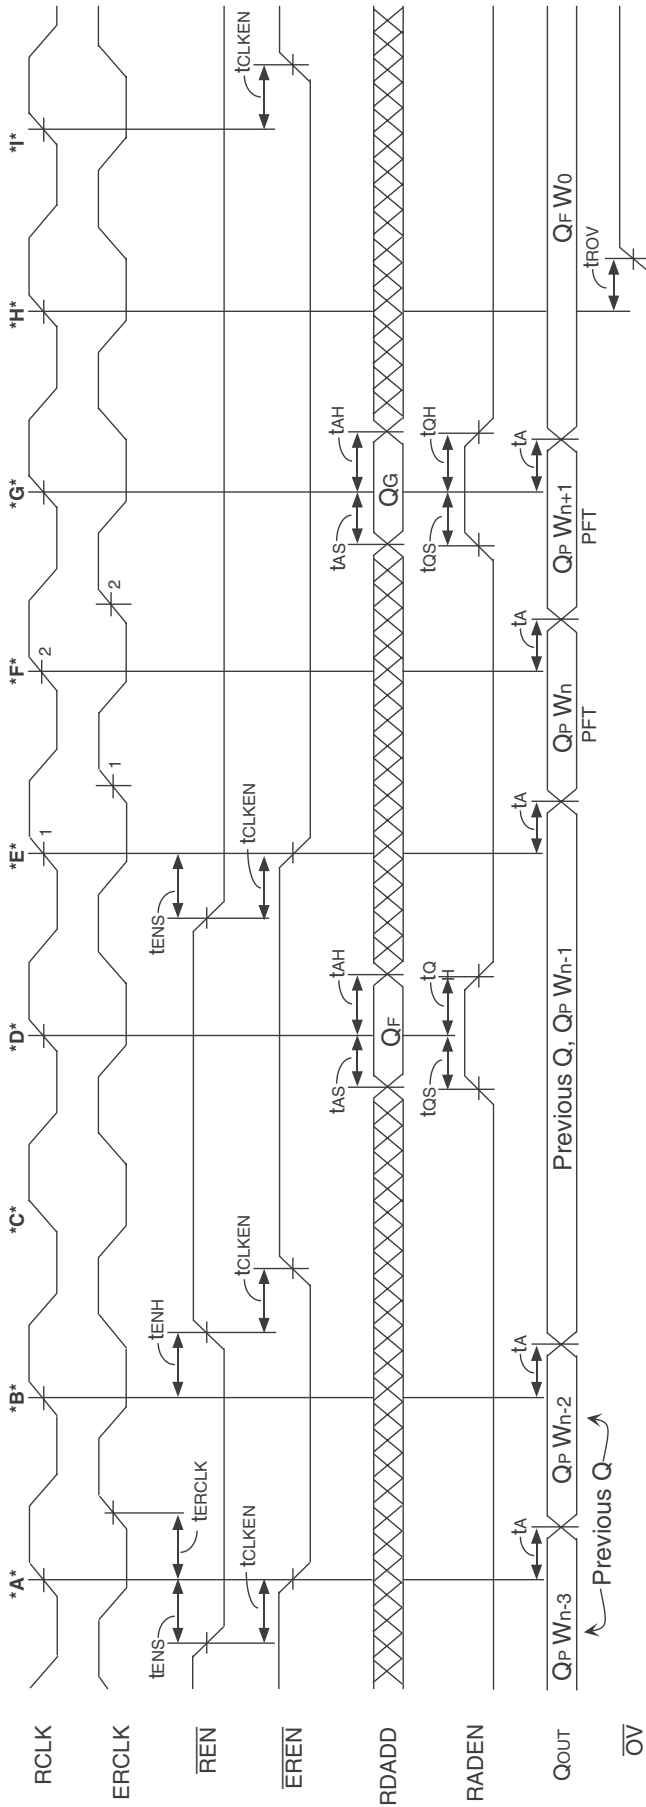 *A* *B* *C* *D* *E* *F* *G* *H* *I*
RCLK 1 2
ERCLK 1 2
tENS tERCLK tENH tENS
REN
tCLKEN tCLKEN tCLKEN tCLKEN
EREN
tAS tAH tAS tAH
RDADD QF QG
tQS tQH tQS tQH
RADEN
tA tA tA tA tA
QOUT QP Wn-3 QP Wn-2 Previous Q, QP Wn-1 QP Wn QP Wn+1 QF W0
PFT PFT
Previous Q
tROV
OV